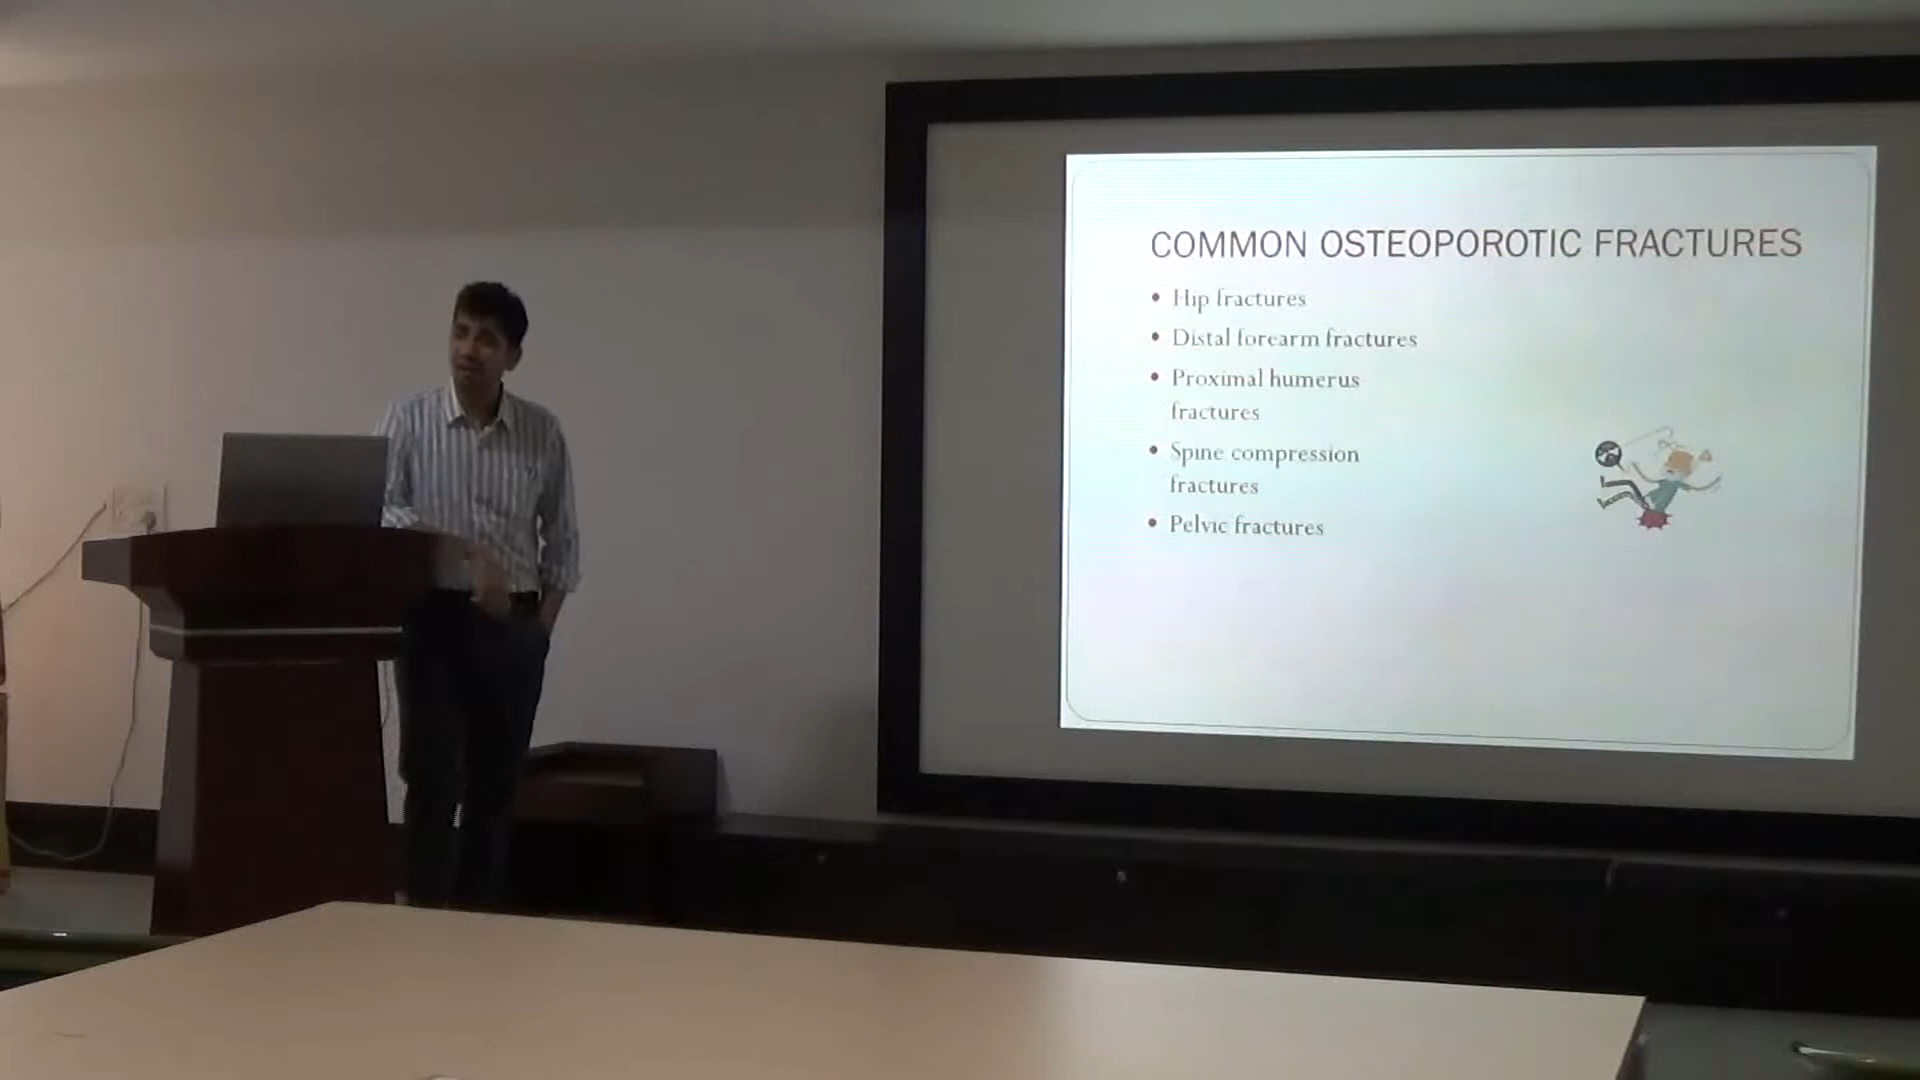 COMMON OSTEOPOROTIC FRACTURES
• Hip fractures
• Distal forearm fractures
• Proximal humerus
fractures
• Spine compression
fractures
• Pelvic fractures